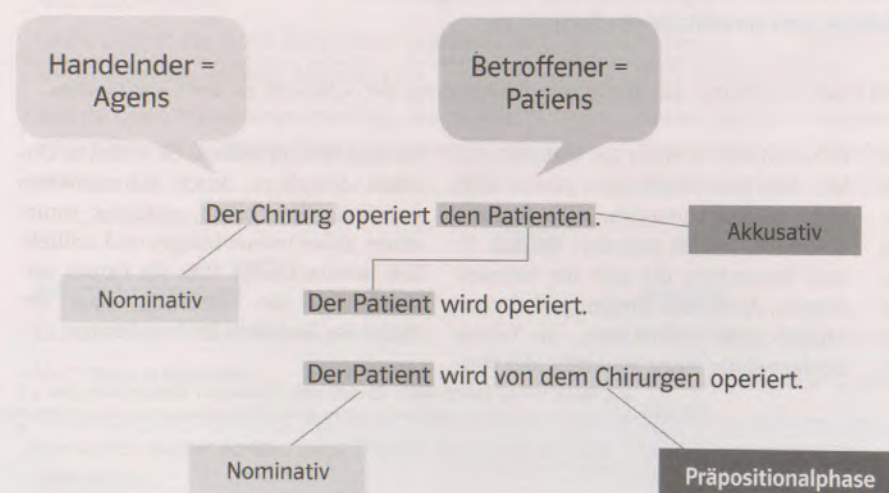 Handelnder =
Agens
Betroffener =
Patiens
Der Chirurg operiert den Patienten.
Akkusativ
Nominativ
Der Patient wird operiert.
Der Patient wird von dem Chirurgen operiert.
Nominativ
Präpositionalphase